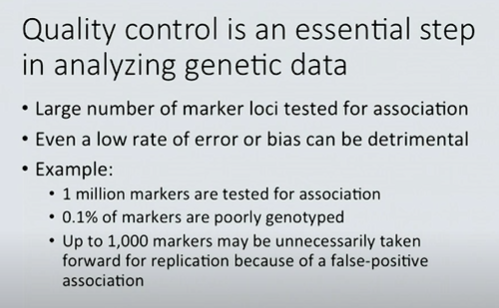 Quality control is an essential step
in analyzing genetic data
• Large number of marker loci tested for association
• Even a low rate of error or bias can be detrimental
• Example:
• 1 million markers are tested for association
• 0.1% of markers are poorly genotyped
• Up to 1,000 markers may be unnecessarily taken
forward for replication because of a false-positive
association